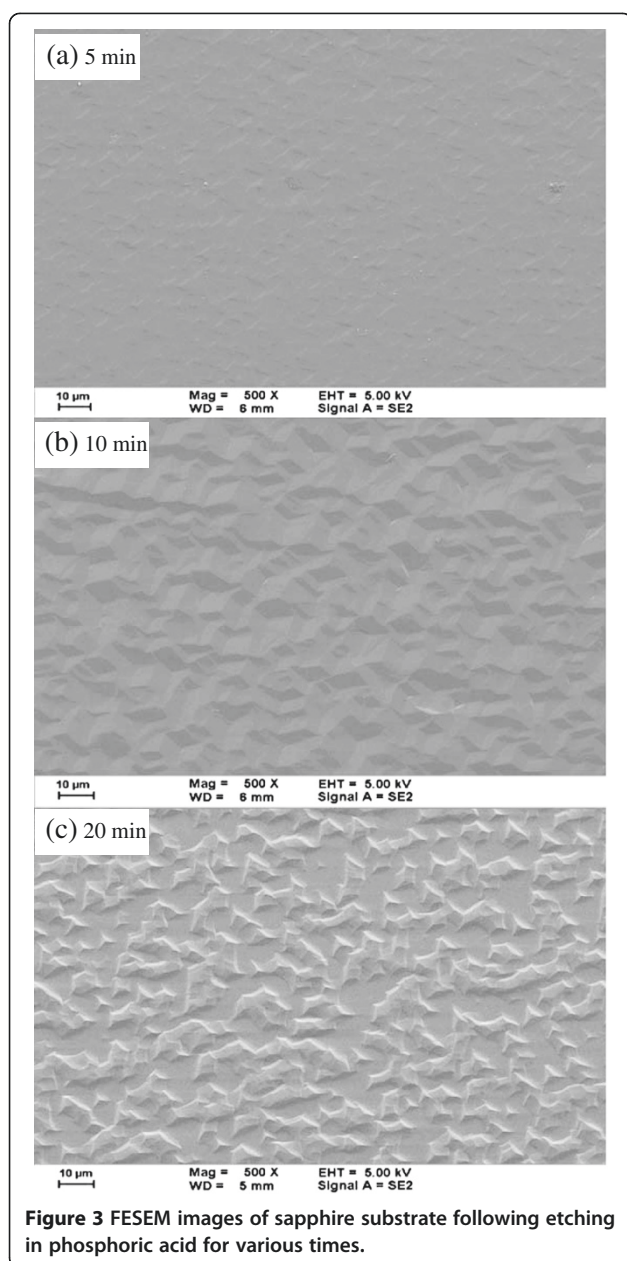 (a) 5 min
10 µm
Mag = 500 X
EHT = 5.00 kV
WD = 6 mm
Signal A = SE2
(b) 10 min
10 µm
Mag = 500 X
EHT = 5.00 kV
WD = 6 mm
Signal A = SE2
(c) 20 min
10 µm
Mag = 500 X
EHT = 5.00 kV
WD = 5 mm
Signal A = SE2
Figure 3 FESEM images of sapphire substrate following etching
in phosphoric acid for various times.